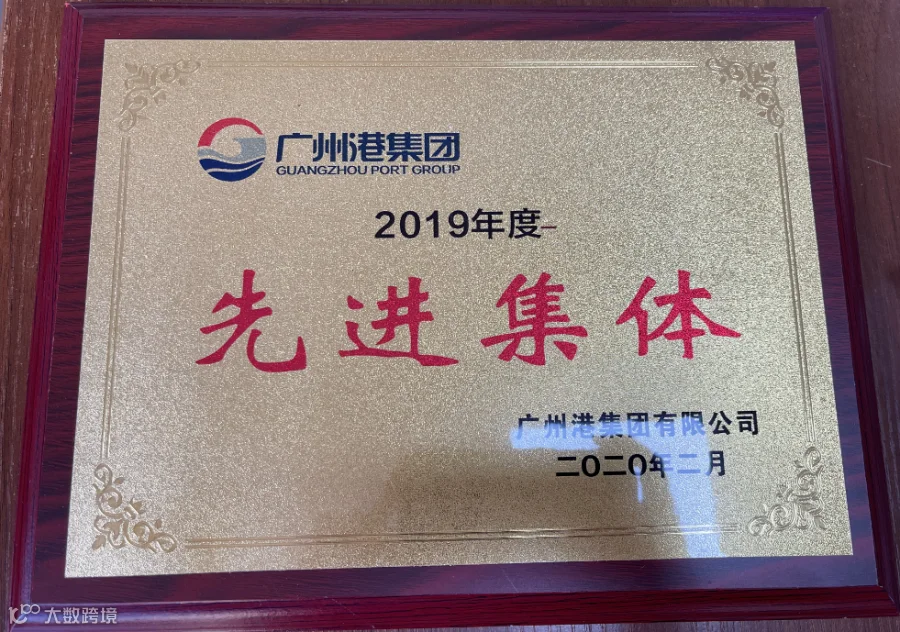 广州港集团
GUANGZHOU PORT GROUP
2019年度
先进集体
广州港集团有限公司
二〇二〇年二月
大数跨境